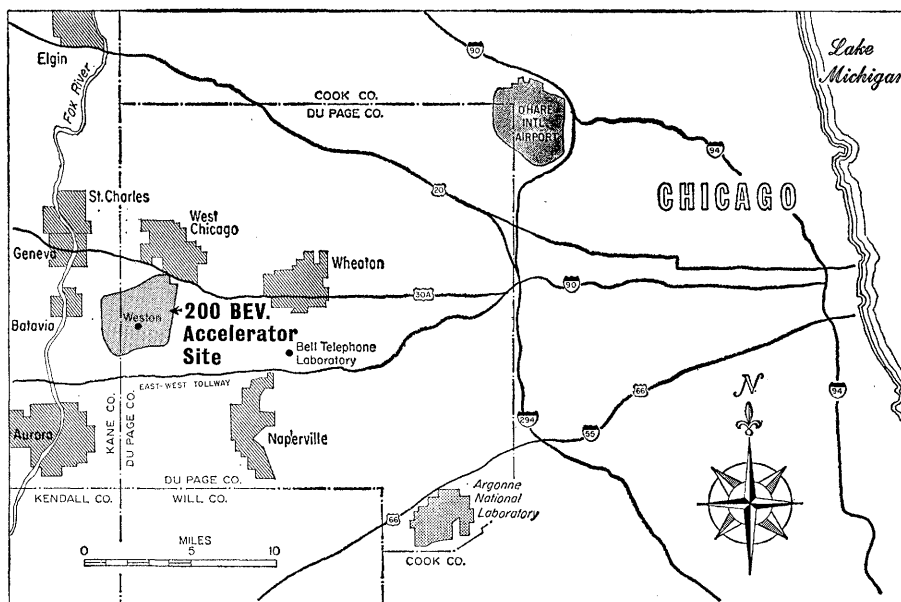 Elgin
Fox River
COOK CO.
DU PAGE CO.
90
O'HARE
INTL.
AIRPORT
Lake
Michigan
94
CHICAGO
20
St. Charles
West
Chicago
Geneva
Wheaton
30A
90
Batavia
Weston
200 BEV.
Accelerator
Site
Bell Telephone
Laboratory
EAST-WEST TOLLWAY
66
N.
94
Aurora
KANE CO.
DU PAGE CO.
Naperville
294
55
DU PAGE CO.
KENDALL CO.
WILL CO.
Argonne
National
Laboratory
66
COOK CO.
MILES
0 5 10